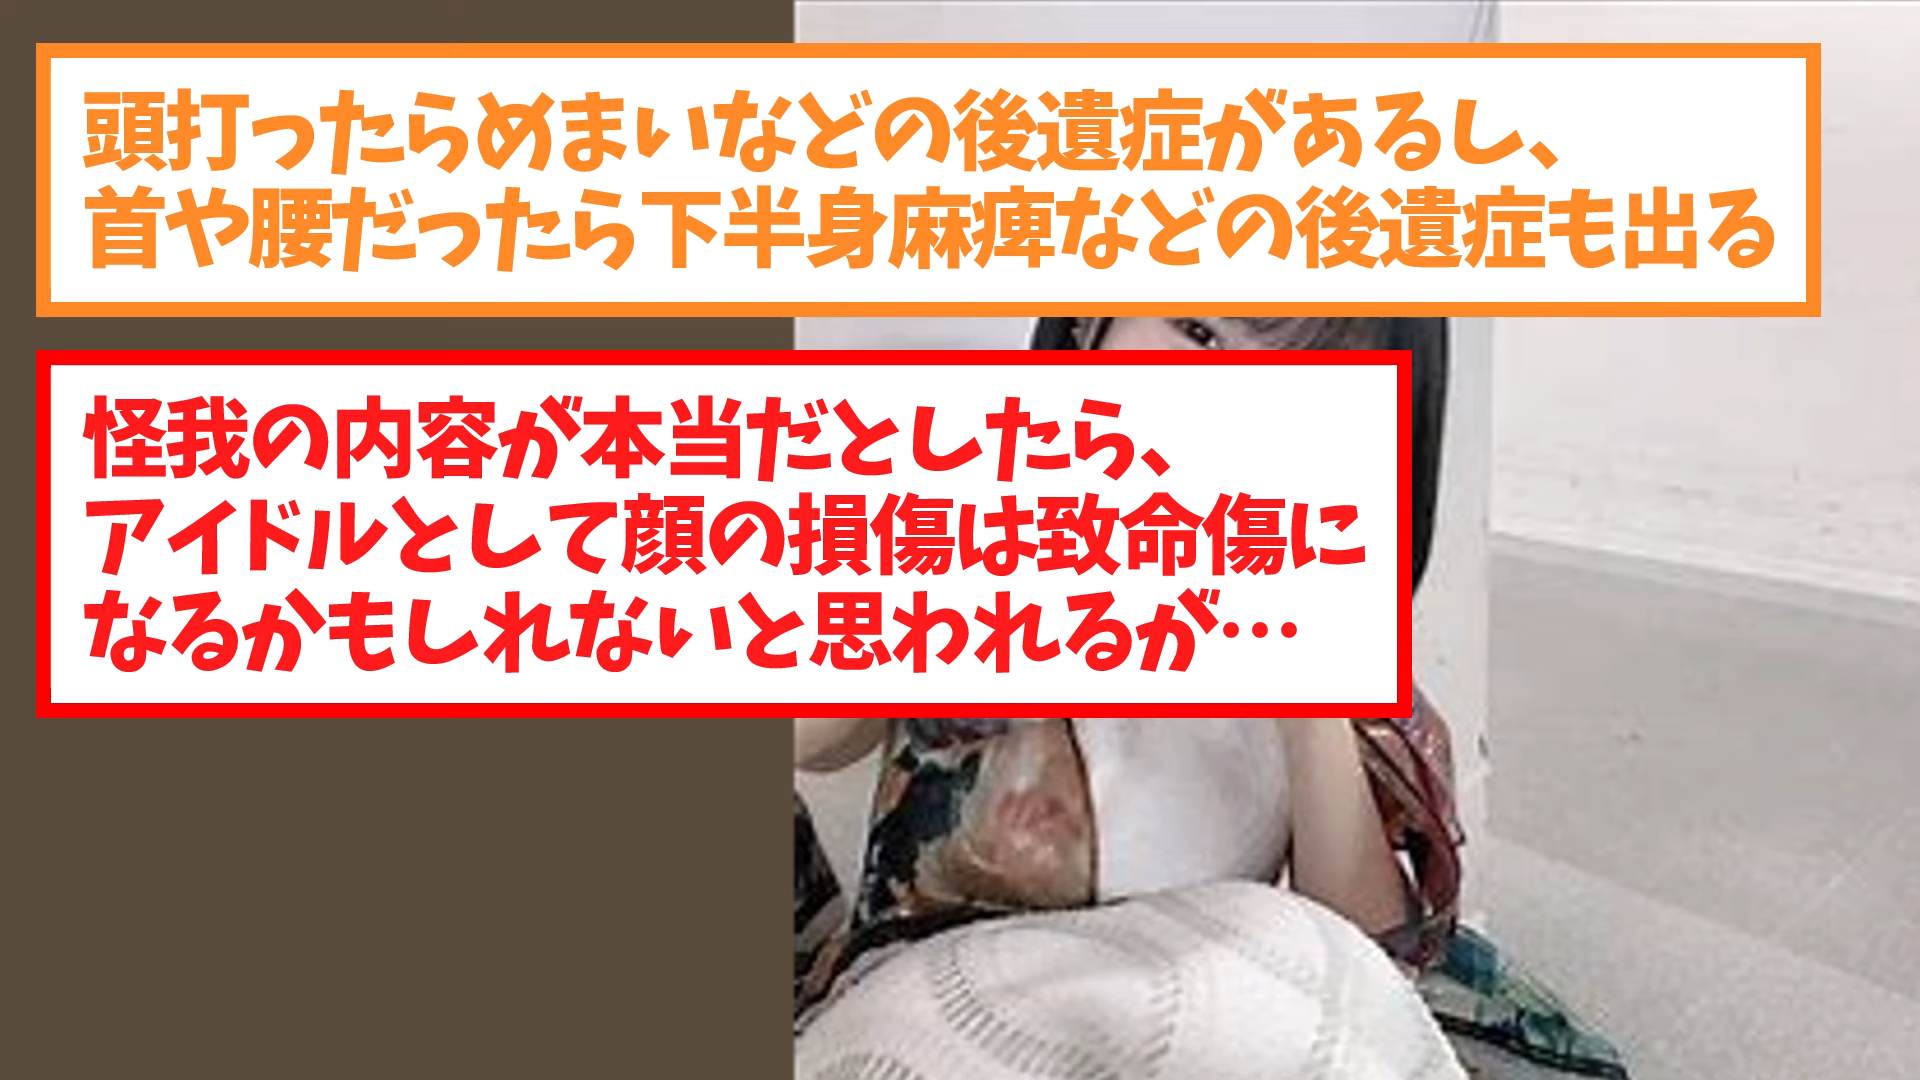 頭打ったらめまいなどの後遺症があるし、
首や腰だったら下半身麻痺などの後遺症も出る
怪我の内容が本当だとしたら、
アイドルとして顔の損傷は致命傷に
なるかもしれないと思われるが…